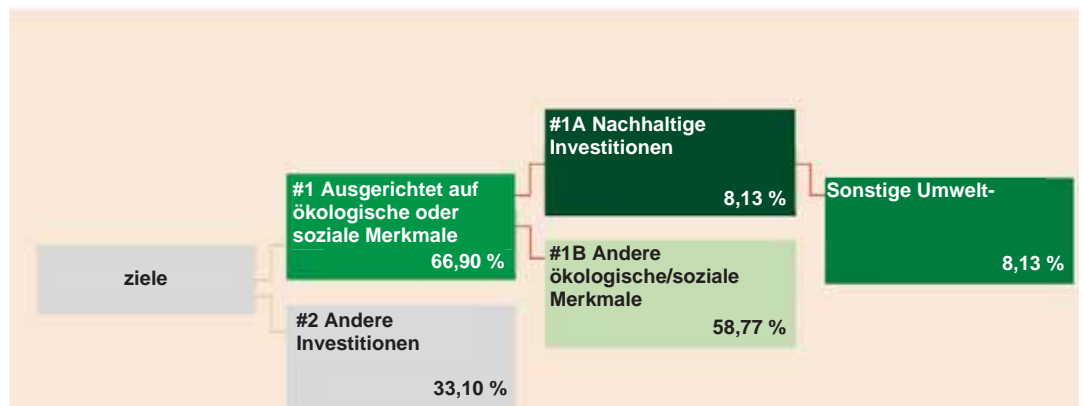 #1A Nachhaltige
Investitionen
8,13 %
#1 Ausgerichtet auf
ökologische oder
soziale Merkmale
66,90 %
Sonstige Umwelt-
8,13 %
ziele
#1B Andere
ökologische/soziale
Merkmale
58,77 %
#2 Andere
Investitionen
33,10 %